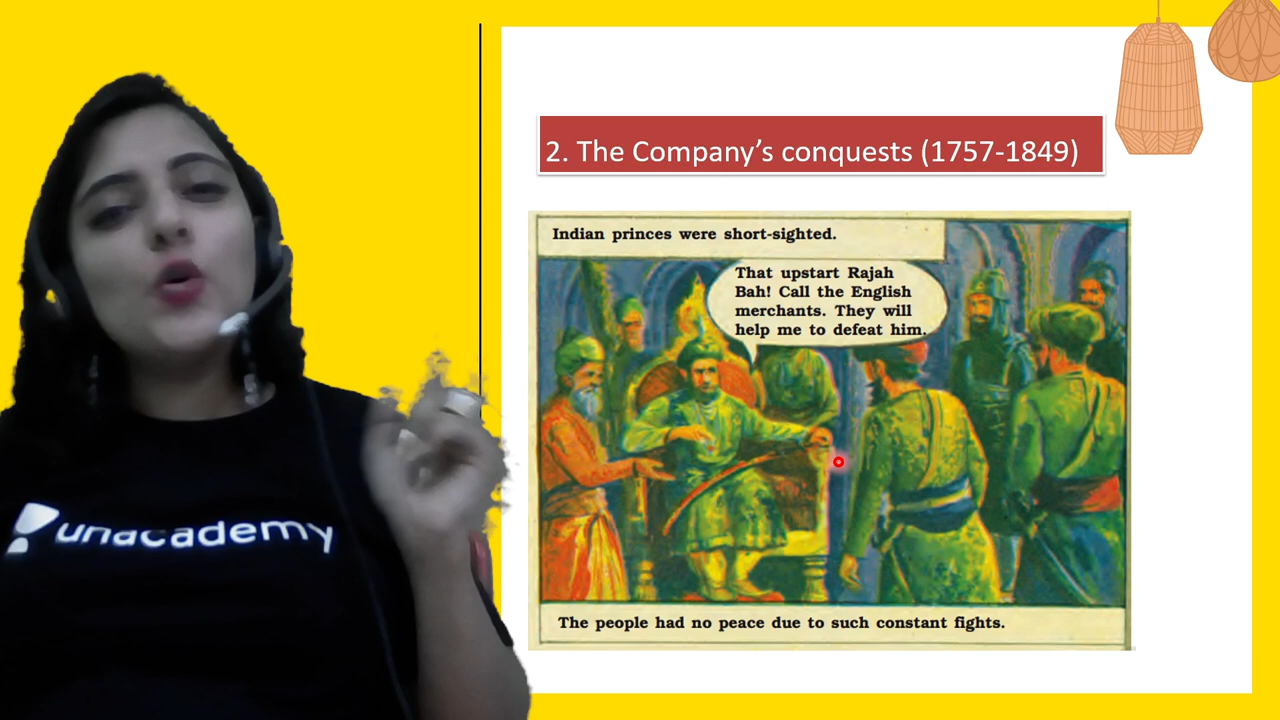 2. The Company's conquests (1757-1849)
Indian princes were short-sighted.
That upstart Rajah
Bah! Call the English
merchants. They will
help me to defeat him.
The people had no peace due to such constant fights.
unacademy